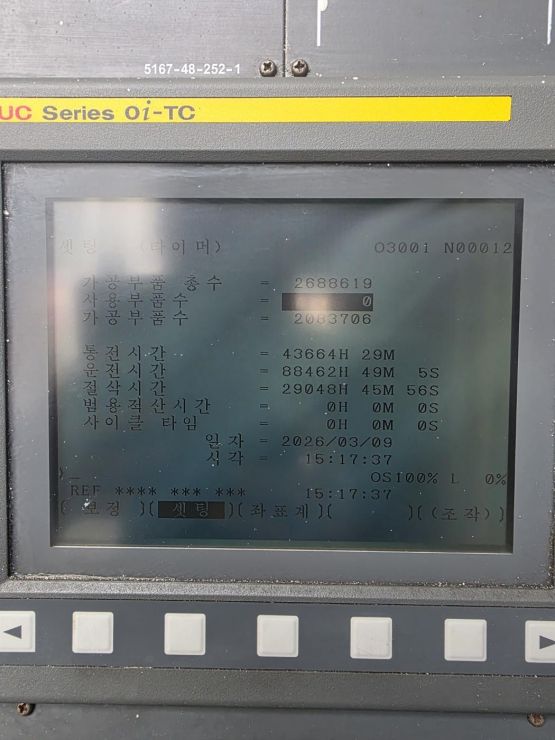 5167-48-252-1
UC Series 0i-TC
셋팅 (타이머) O3001 N00012
가공부품 총수 = 2688619
사용부품수 = 0
가공부품수 = 2083706
통전시간 = 43664H 29M
운전시간 = 88462H 49M 5S
절삭시간 = 29048H 45M 56S
범용적산시간 = 0H 0M 0S
사이클 타임 = 0H 0M 0S
일자 = 2026/03/09
식각 = 15:17:37
)_
OS100% L 0%
REF **** *** *** 15:17:37
( 보정 )( 셋팅 )( 좌표계 )( )( (조작) )